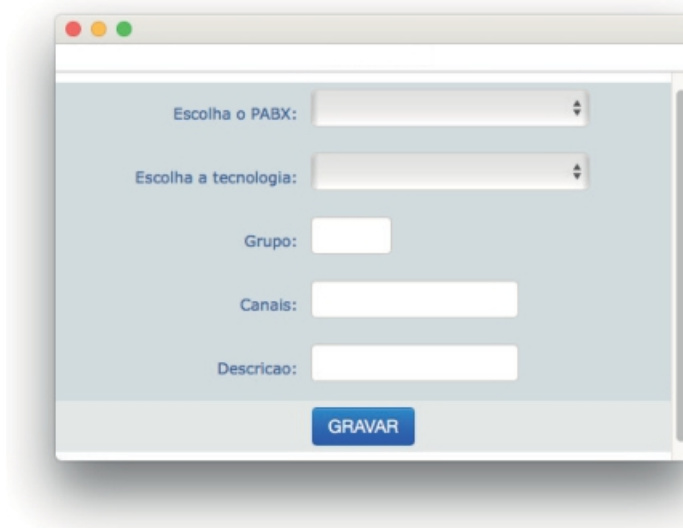 Escolha o PABX:
Escolha a tecnologia:
Grupo:
Canais:
Descricao:
GRAVAR